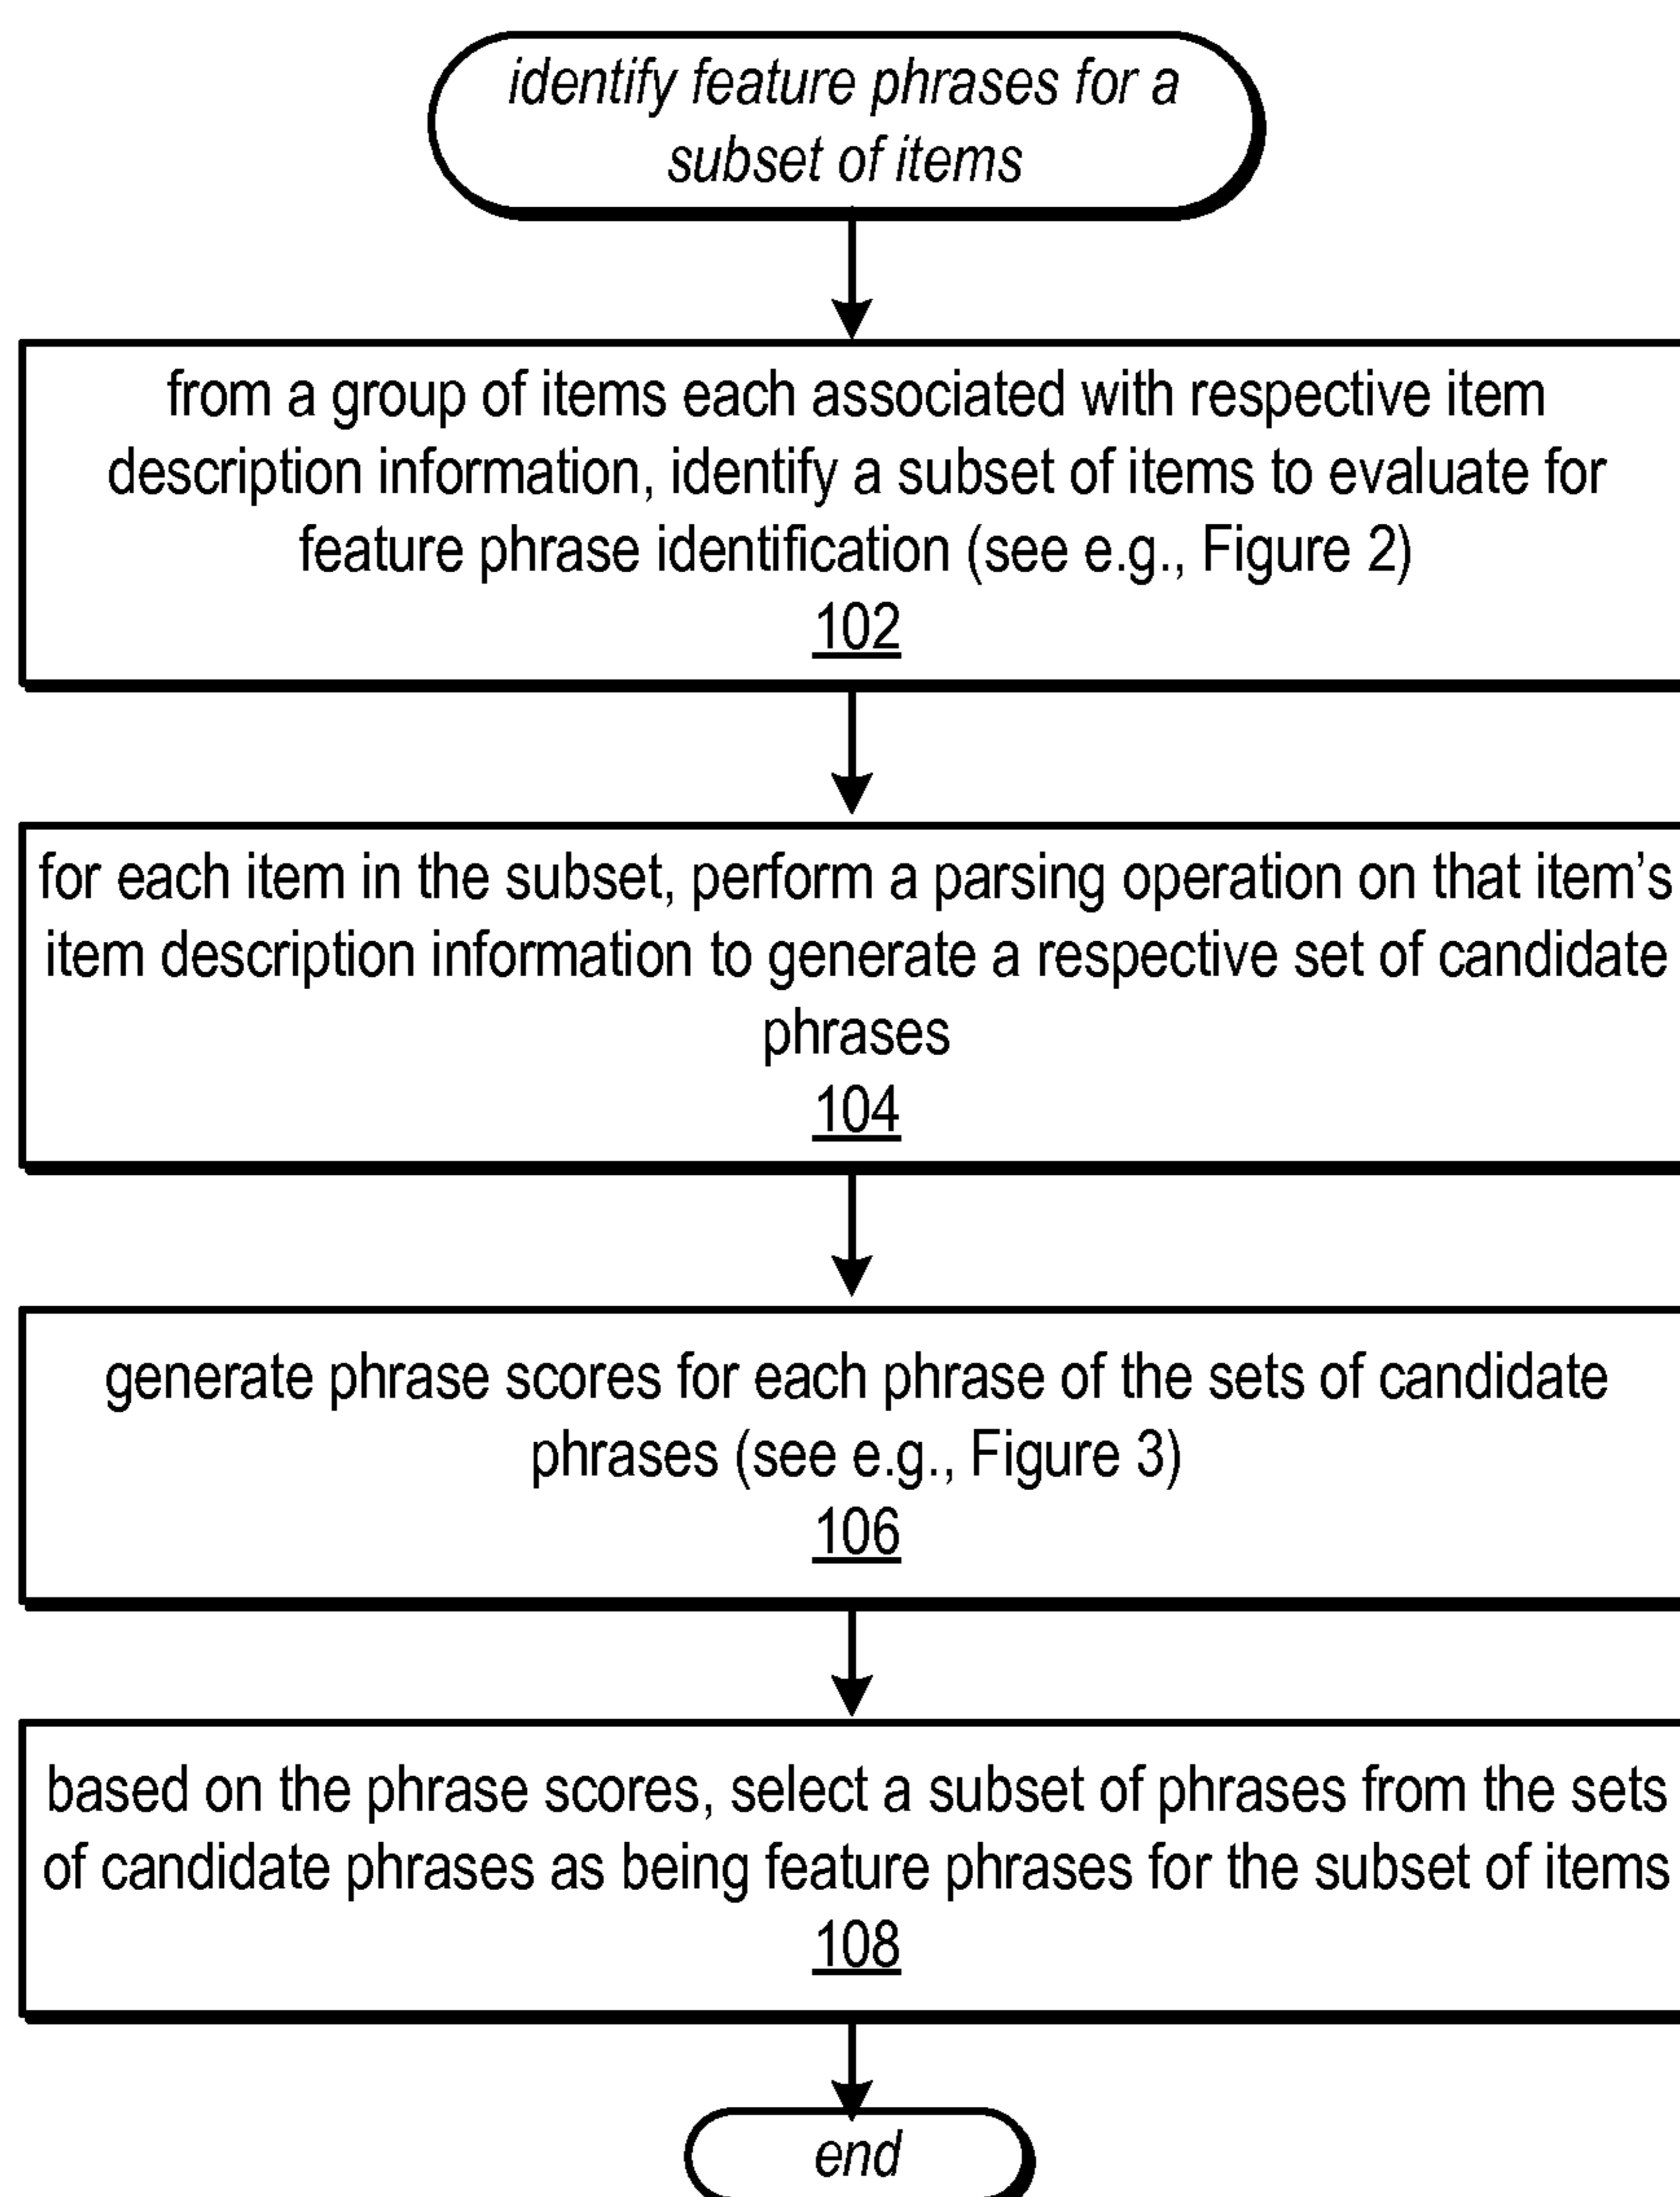 identify feature phrases for a
subset of items
from a group of items each associated with respective item
description information, identify a subset of items to evaluate for
feature phrase identification (see e.g., Figure 2)
102
for each item in the subset, perform a parsing operation on that item’s
item description information to generate a respective set of candidate
phrases
104
generate phrase scores for each phrase of the sets of candidate
phrases (see e.g., Figure 3)
106
based on the phrase scores, select a subset of phrases from the sets
of candidate phrases as being feature phrases for the subset of items
108
end